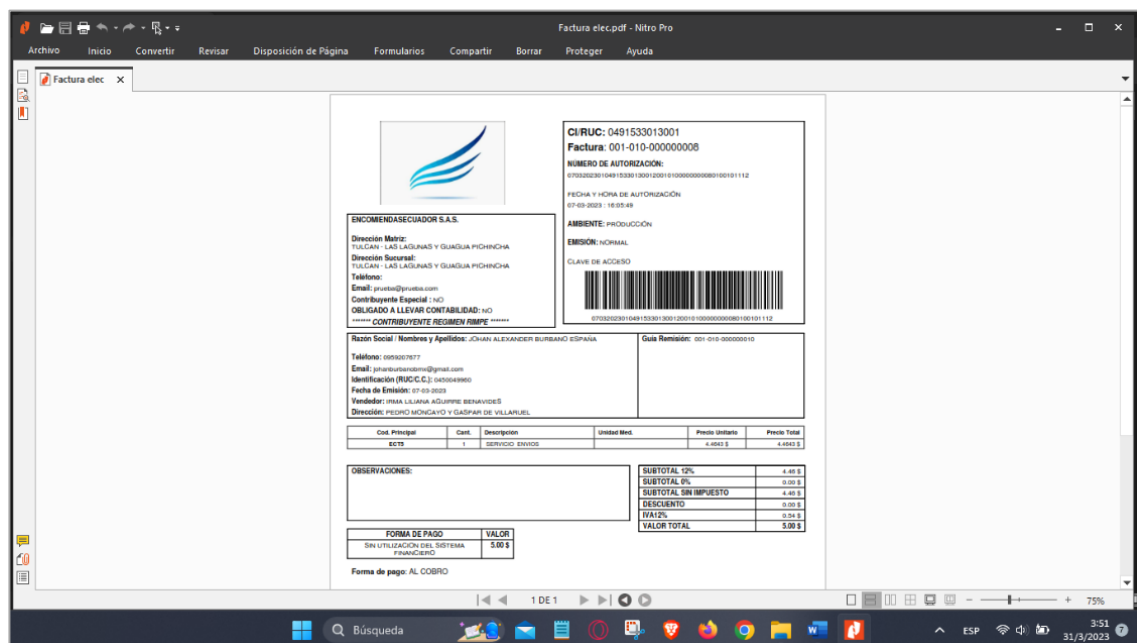 Factura elec.pdf - Nitro Pro
Archivo Inicio Convertir Revisar Disposición de Página Formularios Compartir Borrar Proteger Ayuda
Factura elec X
CI/RUC: 0491533013001
Factura: 001-010-000000008
NÚMERO DE AUTORIZACIÓN:
FECHA Y HORA DE AUTORIZACIÓN
07-03-2023 : 16:05:49
AMBIENTE: PRODUCCIÓN
EMISIÓN: NORMAL
CLAVE DE ACCESO
ENCOMIENDASECUADOR S.A.S.
Dirección Matriz:
TULCAN - LAS LAGUNAS Y GUAGUA PICHINCHA
Dirección Sucursal:
TULCAN - LAS LAGUNAS Y GUAGUA PICHINCHA
Teléfono:
Email: prueba@prueba.com
Contribuyente Especial : NO
OBLIGADO A LLEVAR CONTABILIDAD: NO
******* CONTRIBUYENTE REGIMEN RIMPE *******
Razón Social / Nombres y Apellidos: JOHAN ALEXANDER BURBANO ESPAÑA
Guía Remisión: 001-010-000000010
Teléfono: 0959207677
Email: johanburbanobmx@gmail.com
Identificación (RUC/C.C.): 0450049960
Fecha de Emisión: 07-03-2023
Vendedor: IRMA LILIANA AGUIRRE BENAVIDES
Dirección: PEDRO MONCAYO Y GASPAR DE VILLARUEL
Cod. Principal Cant. Descripción Unidad Med. Precio Unitario Precio Total
ECT5 1 SERVICIO ENVIOS 4.4643 $ 4.4643 $
OBSERVACIONES:
SUBTOTAL 12% 4.46 $
SUBTOTAL 0% 0.00 $
SUBTOTAL SIN IMPUESTO 4.46 $
DESCUENTO 0.00 $
IVA12% 0.54 $
VALOR TOTAL 5.00 $
FORMA DE PAGO VALOR
SIN UTILIZACION DEL SISTEMA FINANCIERO 5.00 $
Forma de pago: AL COBRO
1 DE 1
75%
Búsqueda
ESP
3:51
31/3/2023